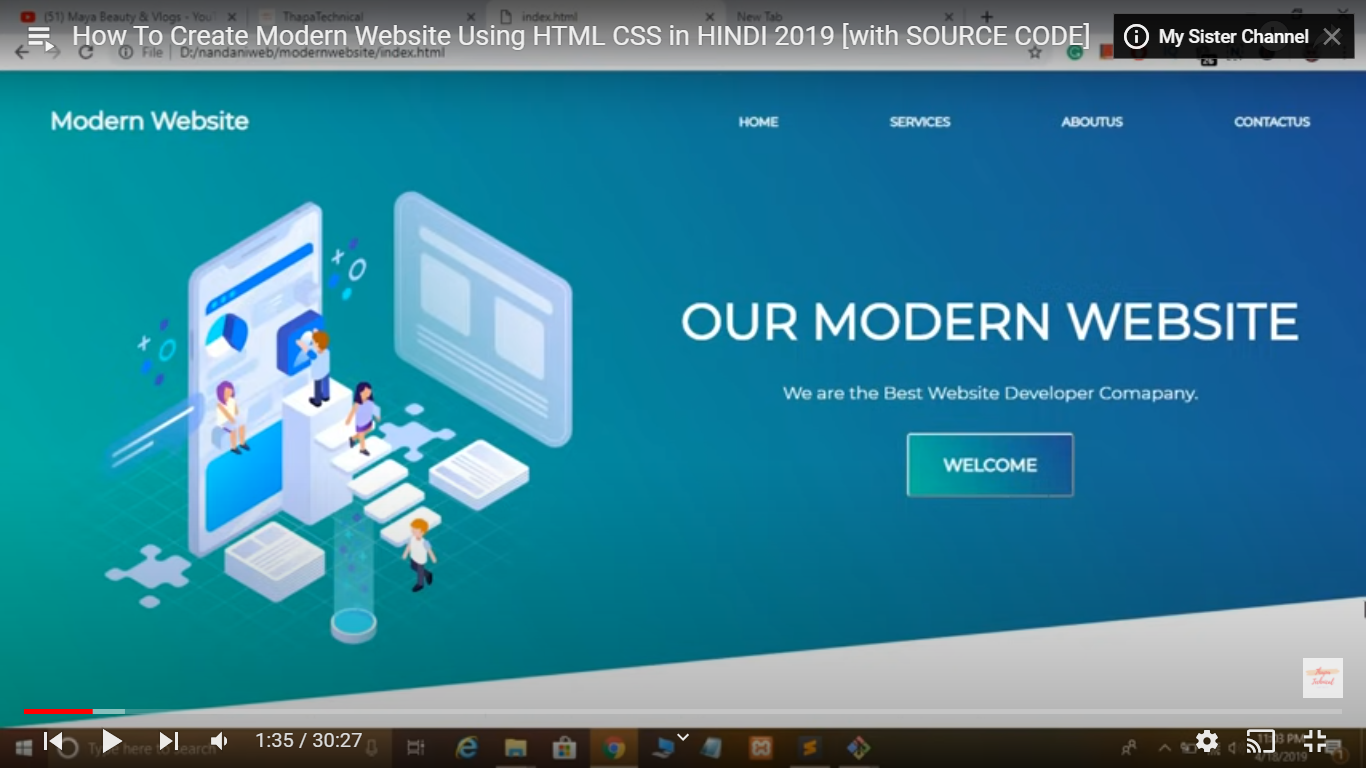 (51) Maya Beauty & Vlogs - YouT
ThapaTechnical
index.html
New Tab
How To Create Modern Website Using HTML CSS in HINDI 2019 [with SOURCE CODE]
My Sister Channel
File
D:/nandaniweb/modernwebsite/index.html
Modern Website
HOME
SERVICES
ABOUTUS
CONTACTUS
OUR MODERN WEBSITE
We are the Best Website Developer Comapany.
WELCOME
Thapa
Technical
1:35 / 30:27
Type here to search
PM
4/18/2019